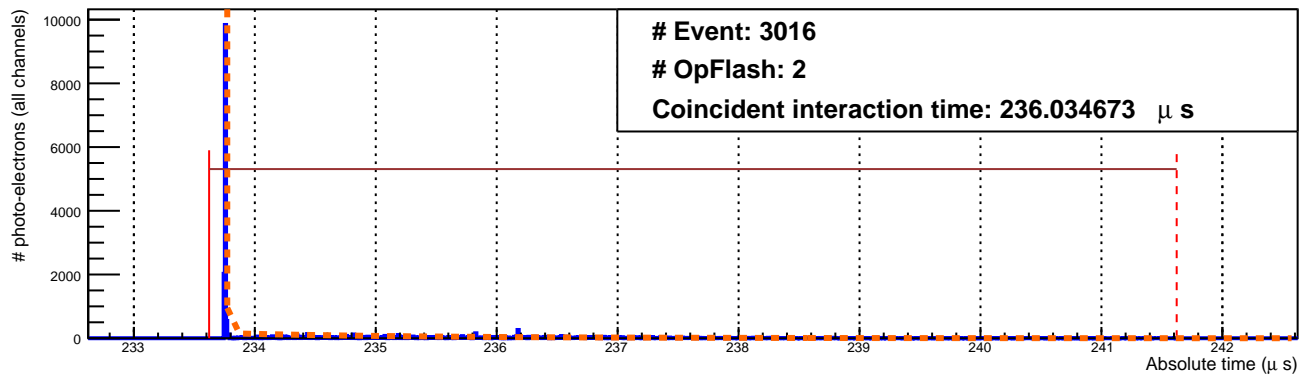 # Event: 3016
# OpFlash: 2
Coincident interaction time: 236.034673 μ s
# photo-electrons (all channels)
10000
8000
6000
4000
2000
0
233 234 235 236 237 238 239 240 241 242
Absolute time (μ s)